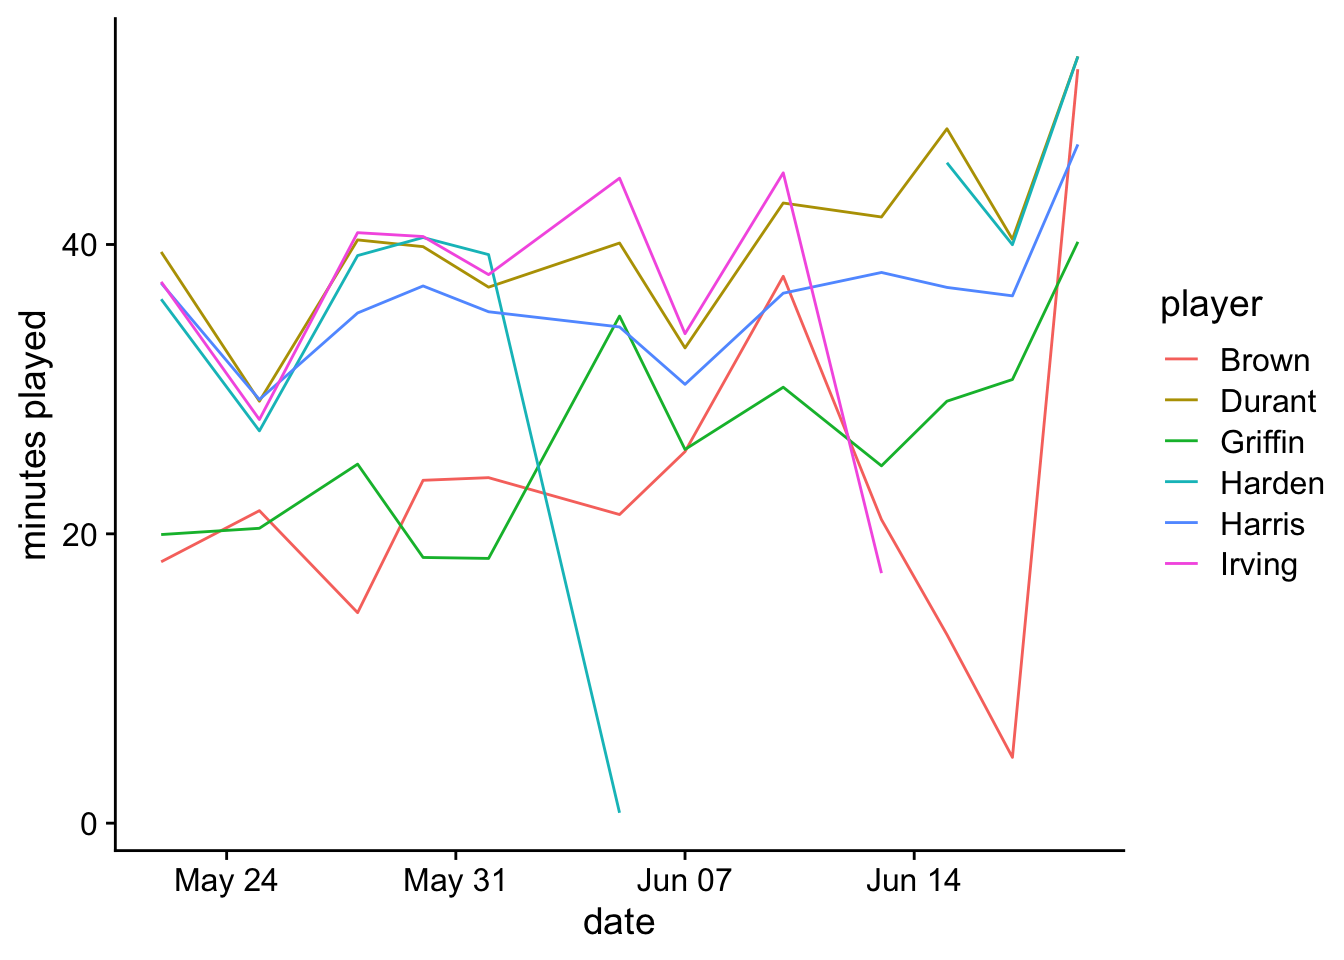 minutes played
40
20
0
May 24
May 31
Jun 07
Jun 14
date
player
Brown
Durant
Griffin
Harden
Harris
Irving